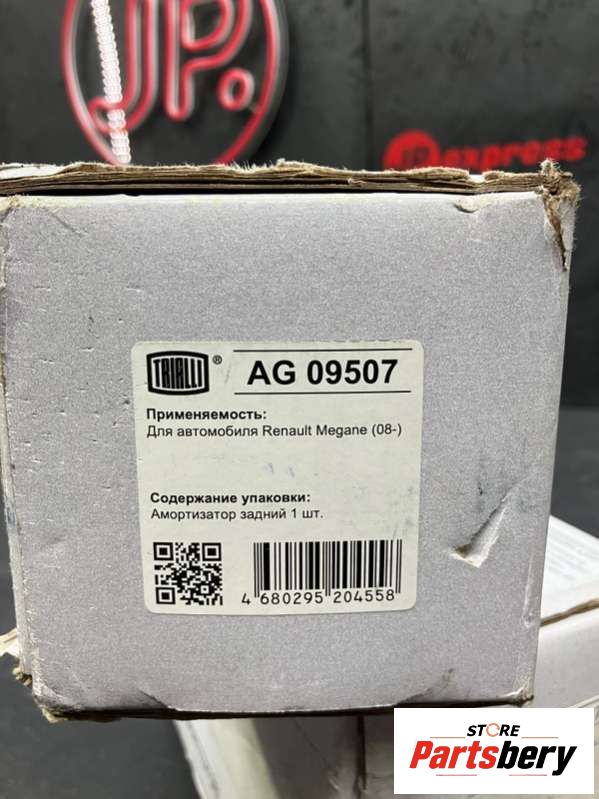 JP.
express
TRIALLI®
AG 09507
Применяемость:
Для автомобиля Renault Megane (08-)
Содержание упаковки:
Амортизатор задний 1 шт.
4 680295 204558
STORE
Partsbery